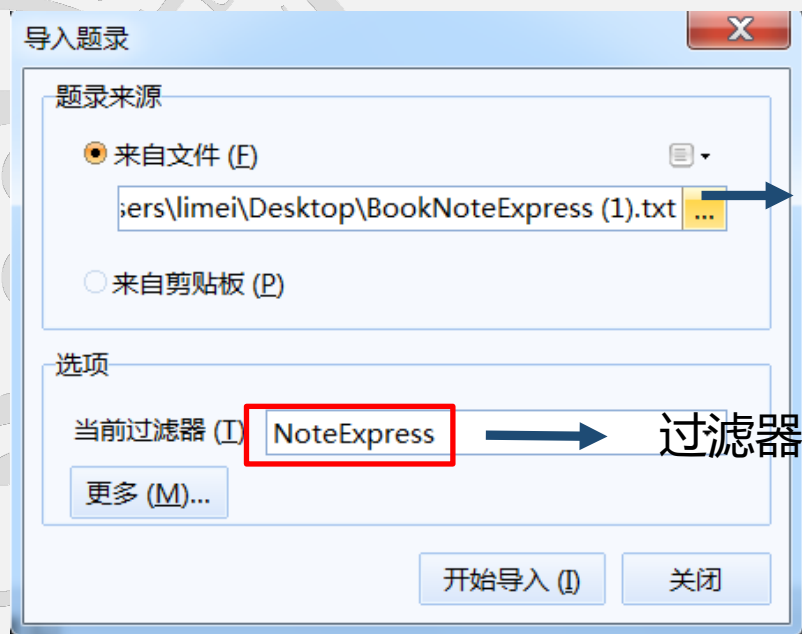 导入题录
题录来源
来自文件 (F)
sers\limei\Desktop\BookNoteExpress (1).txt
...
来自剪贴板 (P)
选项
当前过滤器 (T)
NoteExpress
过滤器
更多 (M)...
开始导入 (I)
关闭